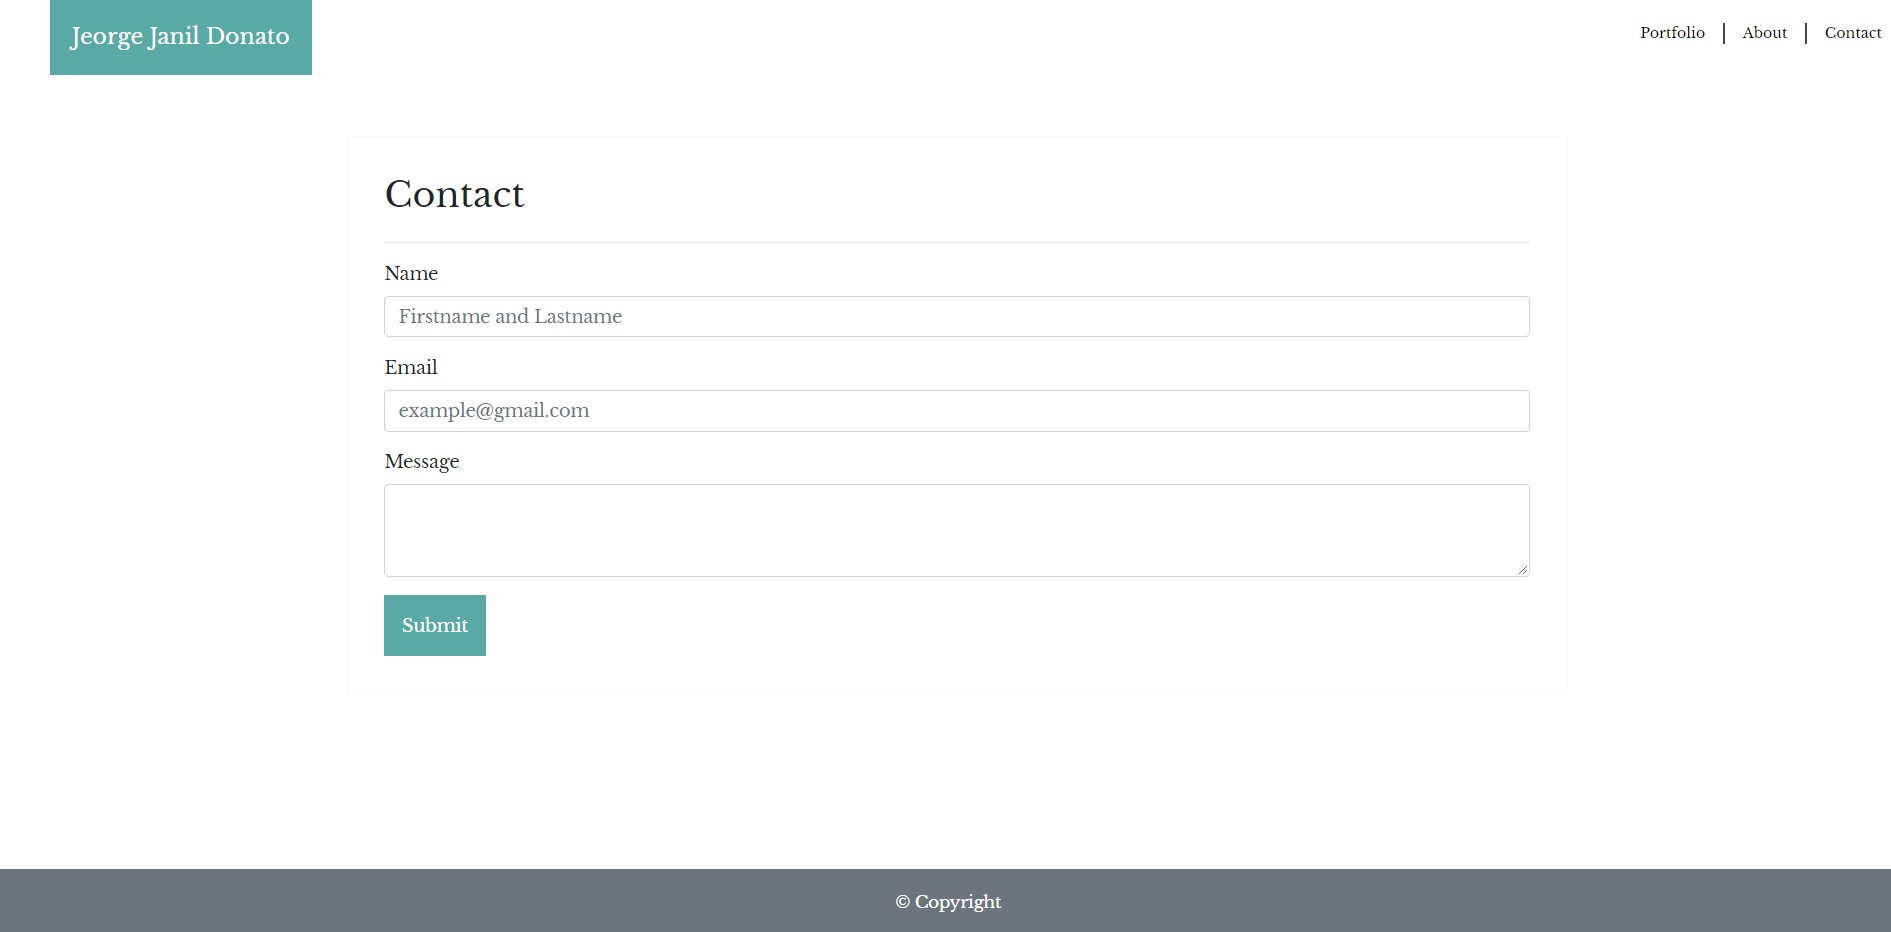 Jeorge Janil Donato
Portfolio
About
Contact
Contact
Name
Firstname and Lastname
Email
example@gmail.com
Message
Submit
© Copyright